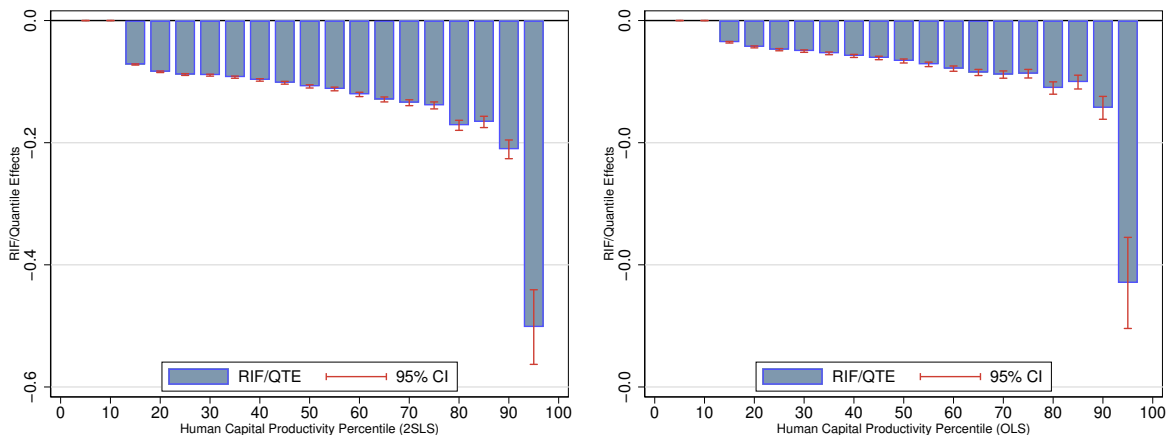 RIF/Quantile Effects
0.0
−0.2
−0.4
−0.6
RIF/QTE 95% CI
0 10 20 30 40 50 60 70 80 90 100
Human Capital Productivity Percentile (2SLS)
RIF/Quantile Effects
0.0
−0.0
−0.0
−0.0
RIF/QTE 95% CI
0 10 20 30 40 50 60 70 80 90 100
Human Capital Productivity Percentile (OLS)